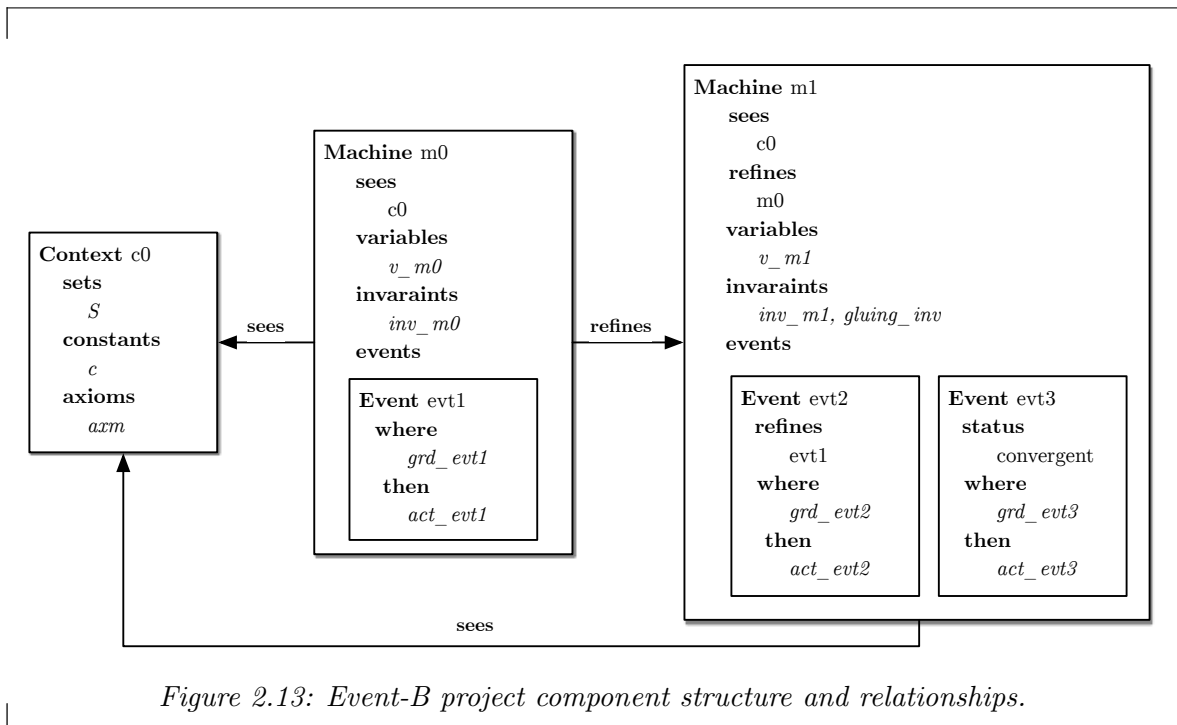 Context c0
sets
S
constants
c
axioms
axm
sees
Machine m0
sees
c0
variables
v_m0
invaraints
inv_m0
events
Event evt1
where
grd_evt1
then
act_evt1
refines
Machine m1
sees
c0
refines
m0
variables
v_m1
invaraints
inv_m1, gluing_inv
events
Event evt2
refines
evt1
where
grd_evt2
then
act_evt2
Event evt3
status
convergent
where
grd_evt3
then
act_evt3
sees
Figure 2.13: Event-B project component structure and relationships.